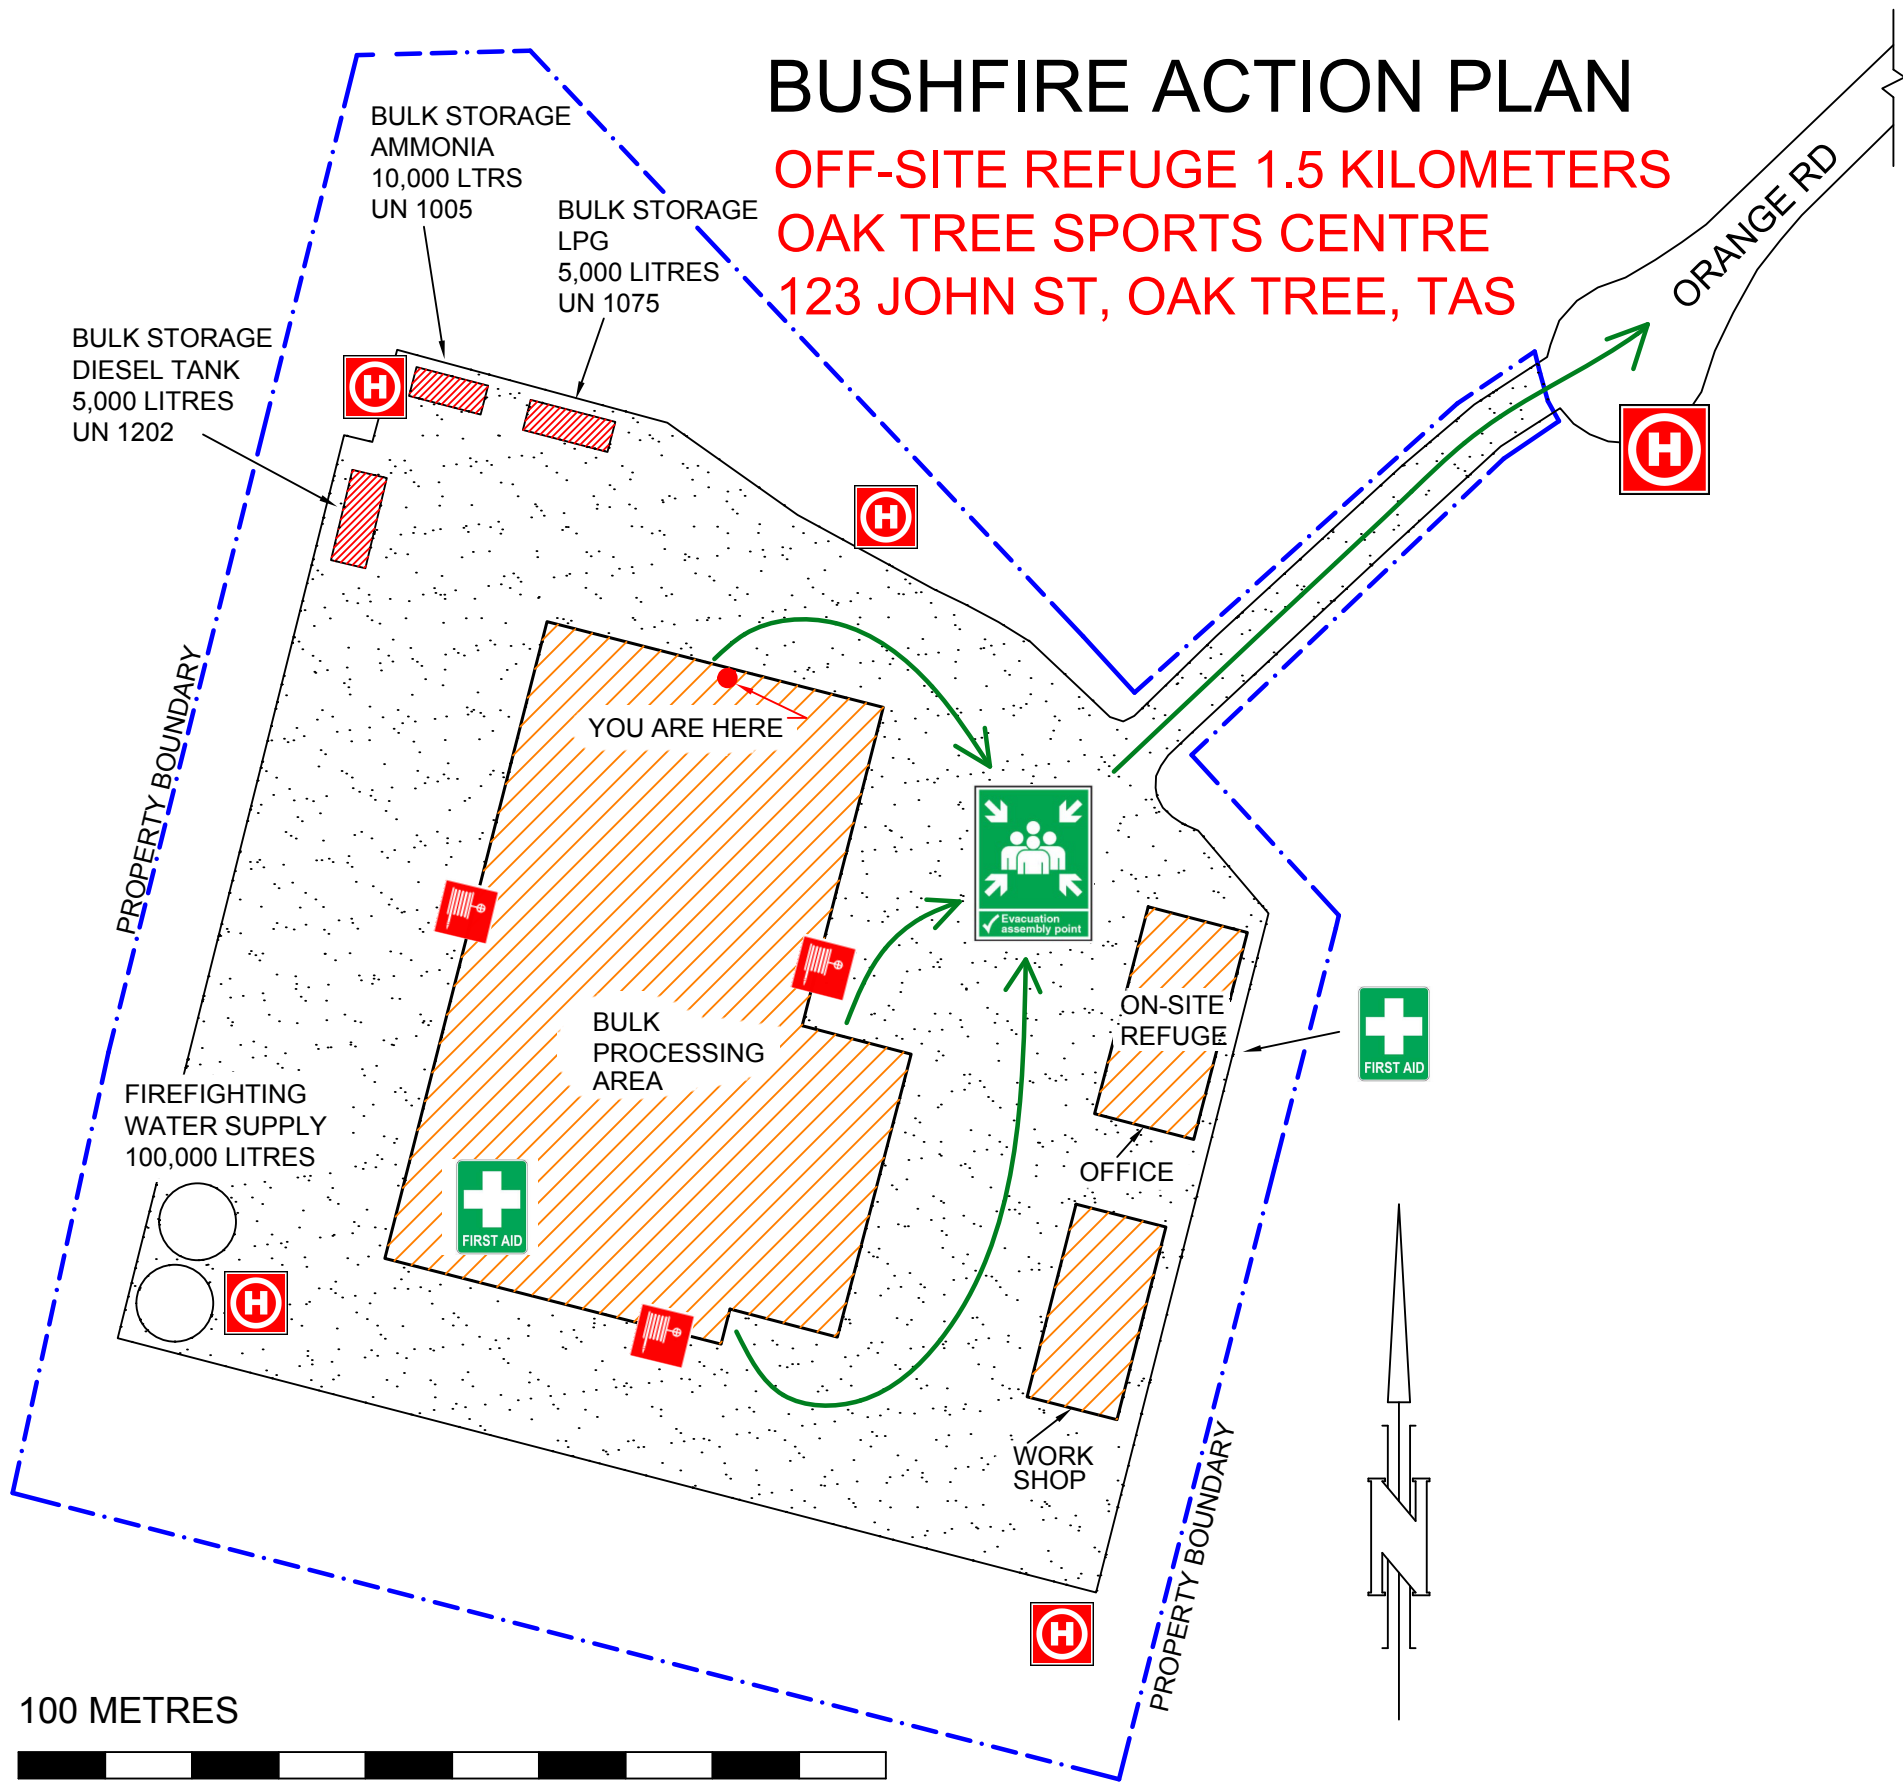 BUSHFIRE ACTION PLAN
OFF-SITE REFUGE 1.5 KILOMETERS
OAK TREE SPORTS CENTRE
123 JOHN ST, OAK TREE, TAS
BULK STORAGE
AMMONIA
10,000 LTRS
UN 1005
BULK STORAGE
LPG
5,000 LITRES
UN 1075
ORANGE RD
BULK STORAGE
DIESEL TANK
5,000 LITRES
UN 1202
H
H
H
PROPERTY BOUNDARY
YOU ARE HERE
Evacuation
assembly point
ON-SITE
REFUGE
FIRST AID
BULK
PROCESSING
AREA
FIREFIGHTING
WATER SUPPLY
100,000 LITRES
OFFICE
FIRST AID
H
WORK
SHOP
PROPERTY BOUNDARY
N
H
100 METRES